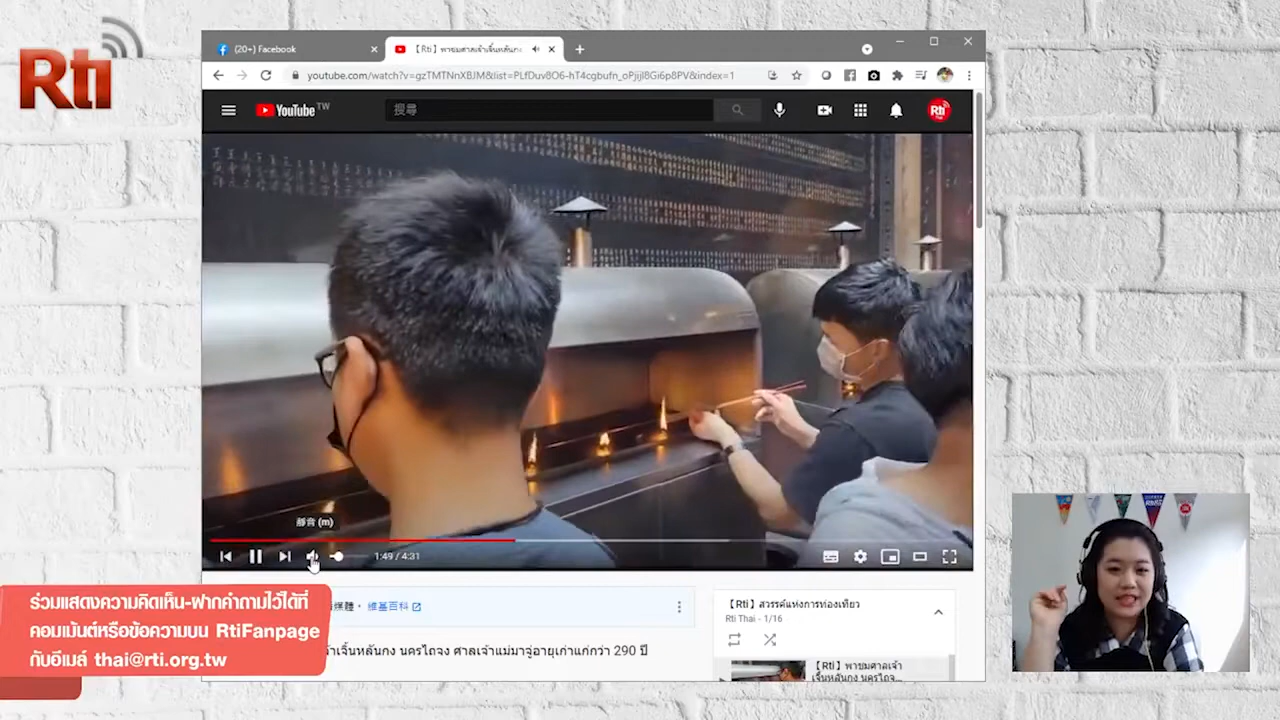 Rti
(20+) Facebook
【Rti】พาชมศาลเจ้าเจิ้นหลันกง
youtube.com/watch?v=gzTMTNnXBJM&list=PLfDuv8O6-hT4cgbufn_oPjijI8Gi6p8PV&index=1
YouTube TW
搜尋
Rti
靜音 (m)
1:49 / 4:31
ร่วมแสดงความคิดเห็น-ฝากคำถามไว้ได้ที่
คอมเม้นต์หรือข้อความบน RtiFanpage
กับอีเมล์ thai@rti.org.tw
維基百科
เจ้าเจิ้นหลันกง นครไถจง ศาลเจ้าแม่มาจู่อายุเก่าแก่กว่า 290 ปี
【Rti】สวรรค์แห่งการท่องเที่ยว
Rti Thai - 1/16
【Rti】พาชมศาลเจ้า
เจิ้นหลันกง นครไถจ...